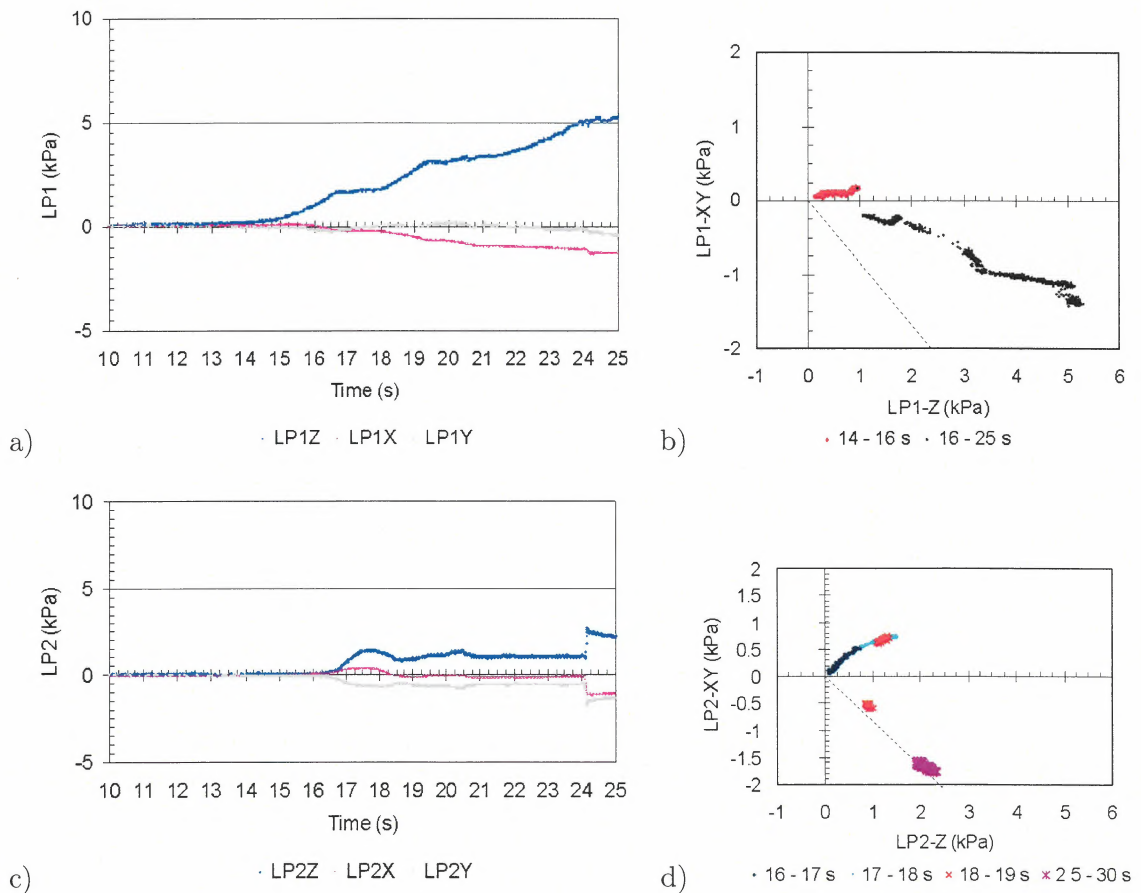 10
5
0
-5
LP1 (kPa)
10 11 12 13 14 15 16 17 18 19 20 21 22 23 24 25
Time (s)
LP1Z LP1X LP1Y
a)
2
1
0
-1
-2
LP1-XY (kPa)
-1 0 1 2 3 4 5 6
LP1-Z (kPa)
14 - 16 s 16 - 25 s
b)
10
5
0
-5
LP2 (kPa)
10 11 12 13 14 15 16 17 18 19 20 21 22 23 24 25
Time (s)
LP2Z LP2X LP2Y
c)
2
1.5
1
0.5
0
-0.5
-1
-1.5
-2
LP2-XY (kPa)
-1 0 1 2 3 4 5 6
LP2-Z (kPa)
16 - 17 s 17 - 18 s 18 - 19 s 25 - 30 s
d)